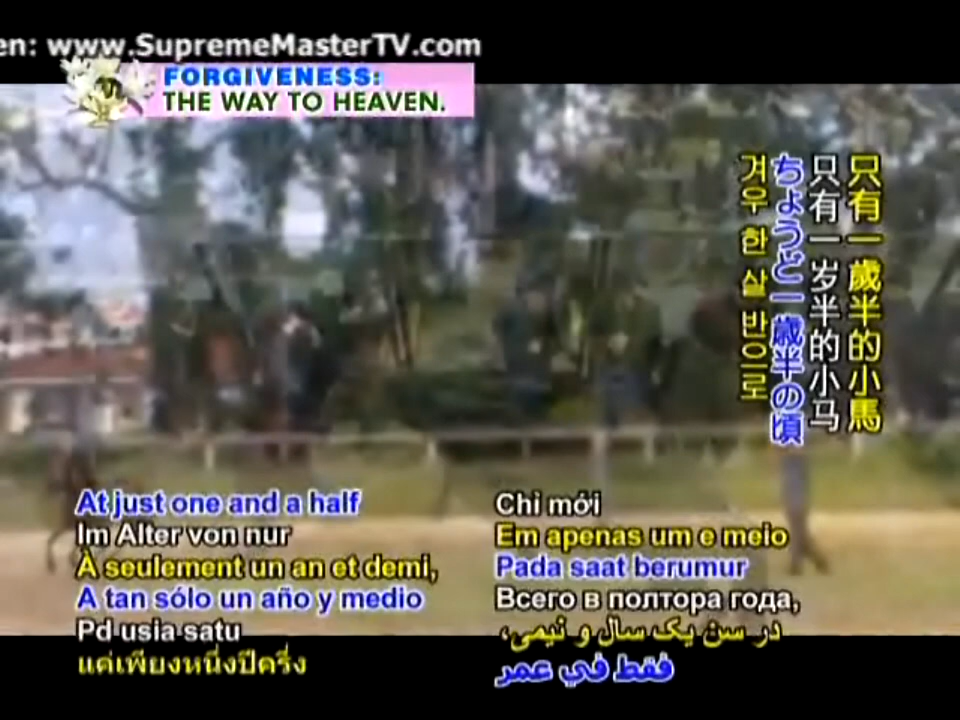 en: www.SupremeMasterTV.com
FORGIVENESS:
THE WAY TO HEAVEN.
只有一歲半的小馬
只有一岁半的小马
ちょうど一歳半の頃
겨우 한 살 반으로
At just one and a half
Im Alter von nur
À seulement un an et demi,
A tan sólo un año y medio
Pd usia satu
แค่เพียงหนึ่งปีครึ่ง
Chỉ mới
Em apenas um e meio
Pada saat berumur
Всего в полтора года,
در سن یک سال و نیمی،
فقط في عمر